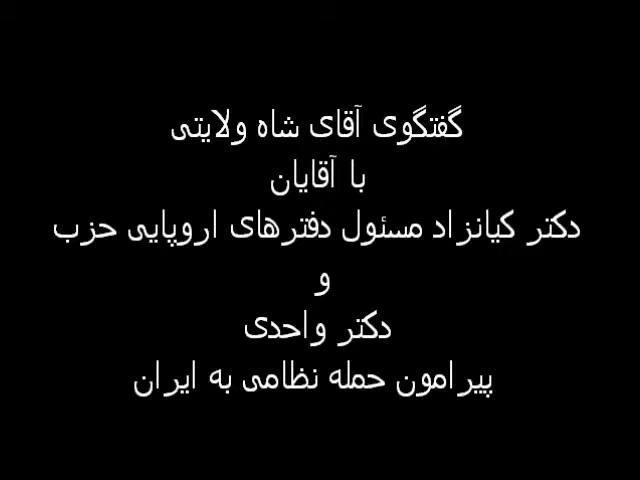 گفتگوی آقای شاه ولایتی
با آقایان
دکتر کیانزاد مسئول دفترهای اروپایی حزب
و
دکتر واحدی
پیرامون حمله نظامی به ایران